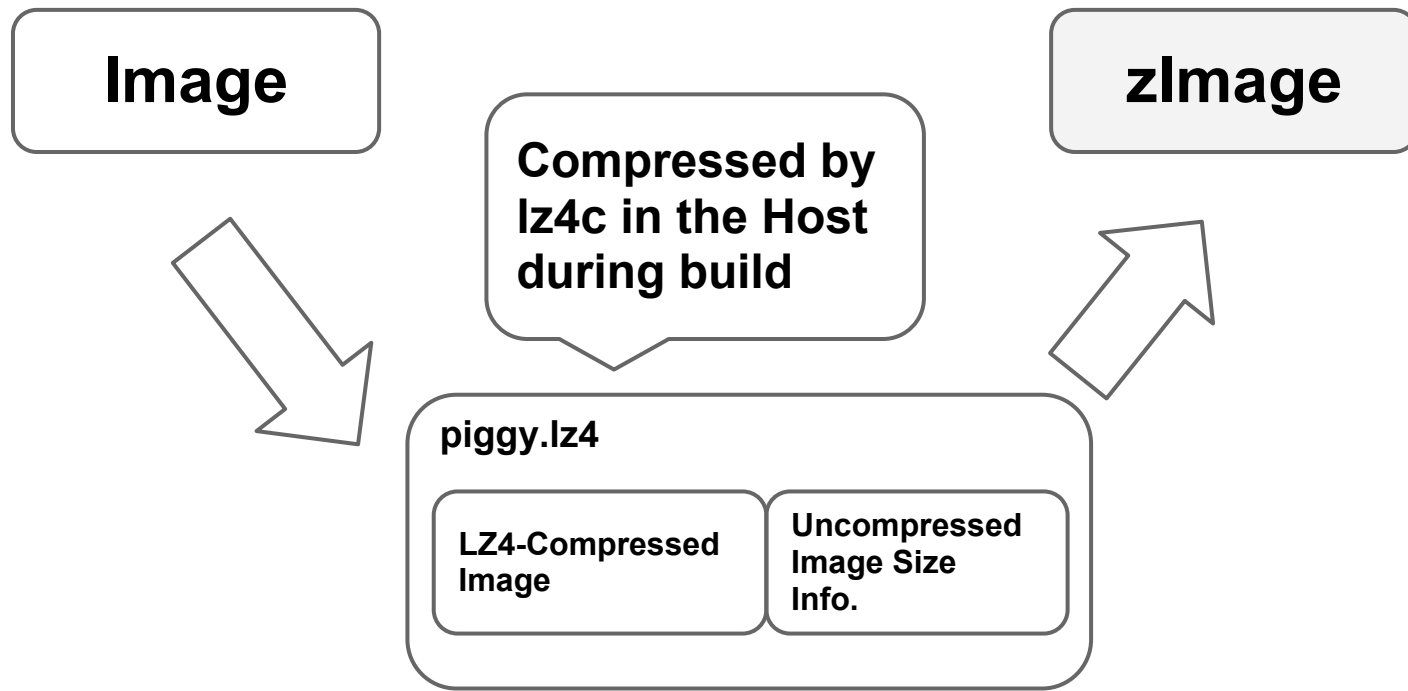 Image
zImage
Compressed by
lz4c in the Host
during build
piggy.lz4
LZ4-Compressed
Image
Uncompressed
Image Size
Info.